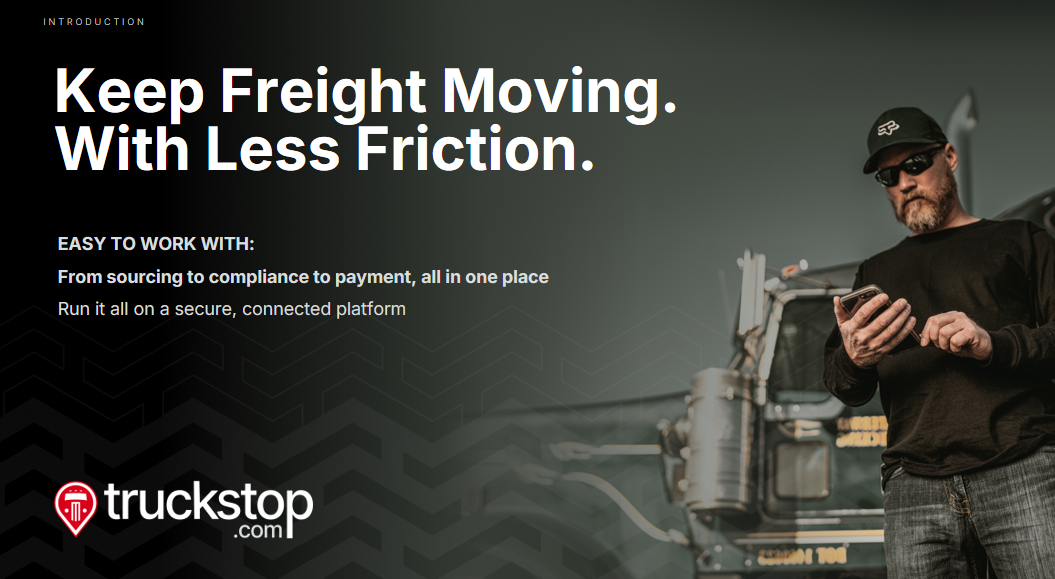 INTRODUCTION
Keep Freight Moving.
With Less Friction.
EASY TO WORK WITH:
From sourcing to compliance to payment, all in one place
Run it all on a secure, connected platform
truckstop
.com